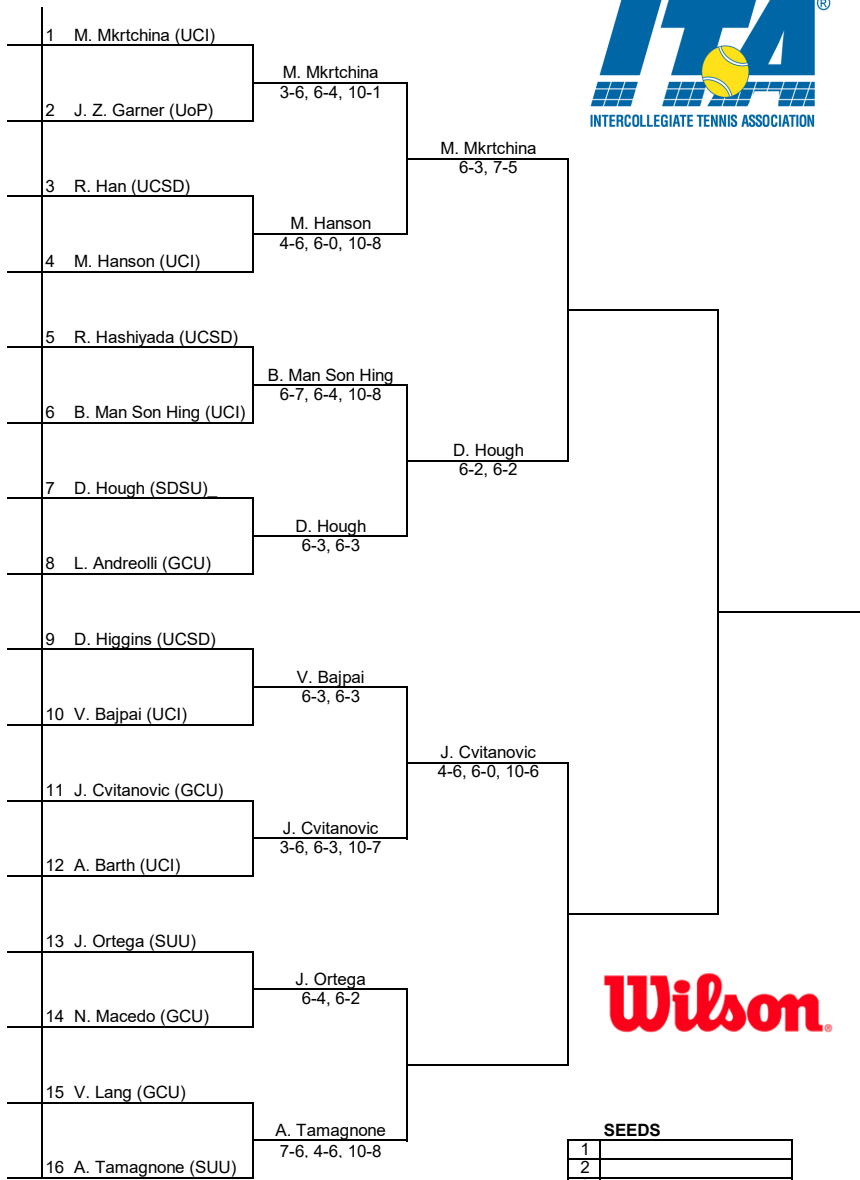 ®
ITA
INTERCOLLEGIATE TENNIS ASSOCIATION
1 M. Mkrtchina (UCI)
M. Mkrtchina
3-6, 6-4, 10-1
2 J. Z. Garner (UoP)
M. Mkrtchina
6-3, 7-5
3 R. Han (UCSD)
M. Hanson
4-6, 6-0, 10-8
4 M. Hanson (UCI)
5 R. Hashiyada (UCSD)
B. Man Son Hing
6-7, 6-4, 10-8
6 B. Man Son Hing (UCI)
D. Hough
6-2, 6-2
7 D. Hough (SDSU)_
D. Hough
6-3, 6-3
8 L. Andreolli (GCU)
9 D. Higgins (UCSD)
V. Bajpai
6-3, 6-3
10 V. Bajpai (UCI)
J. Cvitanovic
4-6, 6-0, 10-6
11 J. Cvitanovic (GCU)
J. Cvitanovic
3-6, 6-3, 10-7
12 A. Barth (UCI)
13 J. Ortega (SUU)
J. Ortega
6-4, 6-2
Wilson®
14 N. Macedo (GCU)
15 V. Lang (GCU)
A. Tamagnone
7-6, 4-6, 10-8
16 A. Tamagnone (SUU)
SEEDS
1
2